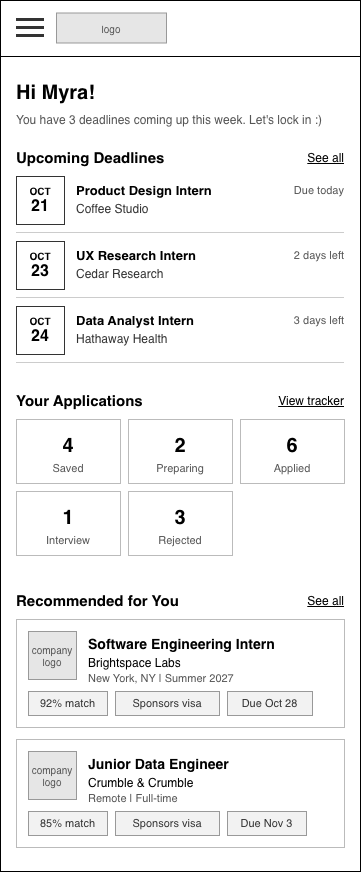 logo
Hi Myra!
You have 3 deadlines coming up this week. Let's lock in :)
Upcoming Deadlines See all
OCT
21
Product Design Intern Due today
Coffee Studio
OCT
23
UX Research Intern 2 days left
Cedar Research
OCT
24
Data Analyst Intern 3 days left
Hathaway Health
Your Applications View tracker
4 2 6
Saved Preparing Applied
1 3
Interview Rejected
Recommended for You See all
company
logo
Software Engineering Intern
Brightspace Labs
New York, NY | Summer 2027
92% match Sponsors visa Due Oct 28
company
logo
Junior Data Engineer
Crumble & Crumble
Remote | Full-time
85% match Sponsors visa Due Nov 3